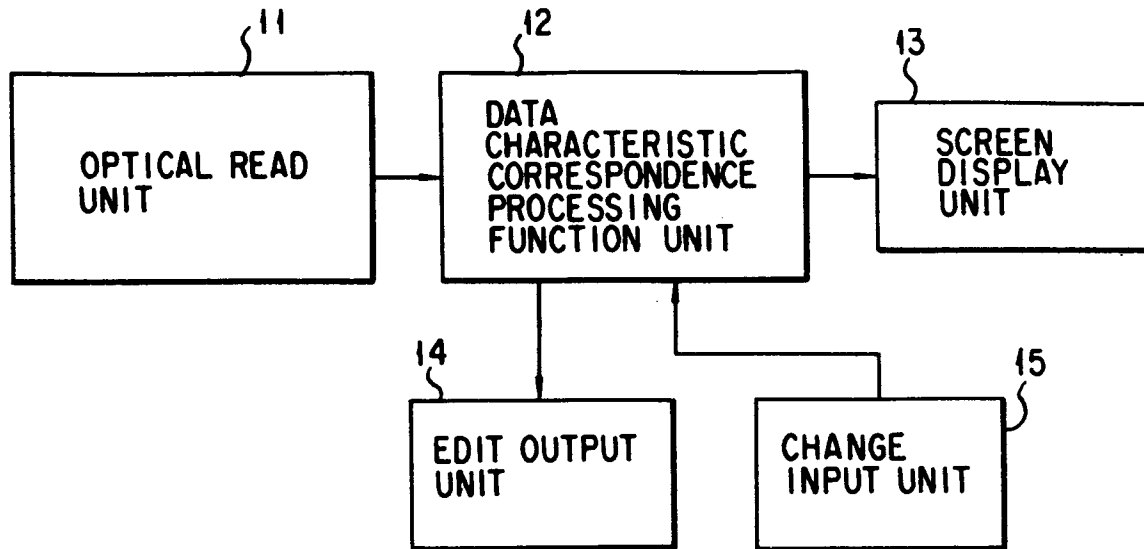 11
OPTICAL READ
UNIT
12
DATA
CHARACTERISTIC
CORRESPONDENCE
PROCESSING
FUNCTION UNIT
13
SCREEN
DISPLAY
UNIT
14
EDIT OUTPUT
UNIT
15
CHANGE
INPUT UNIT